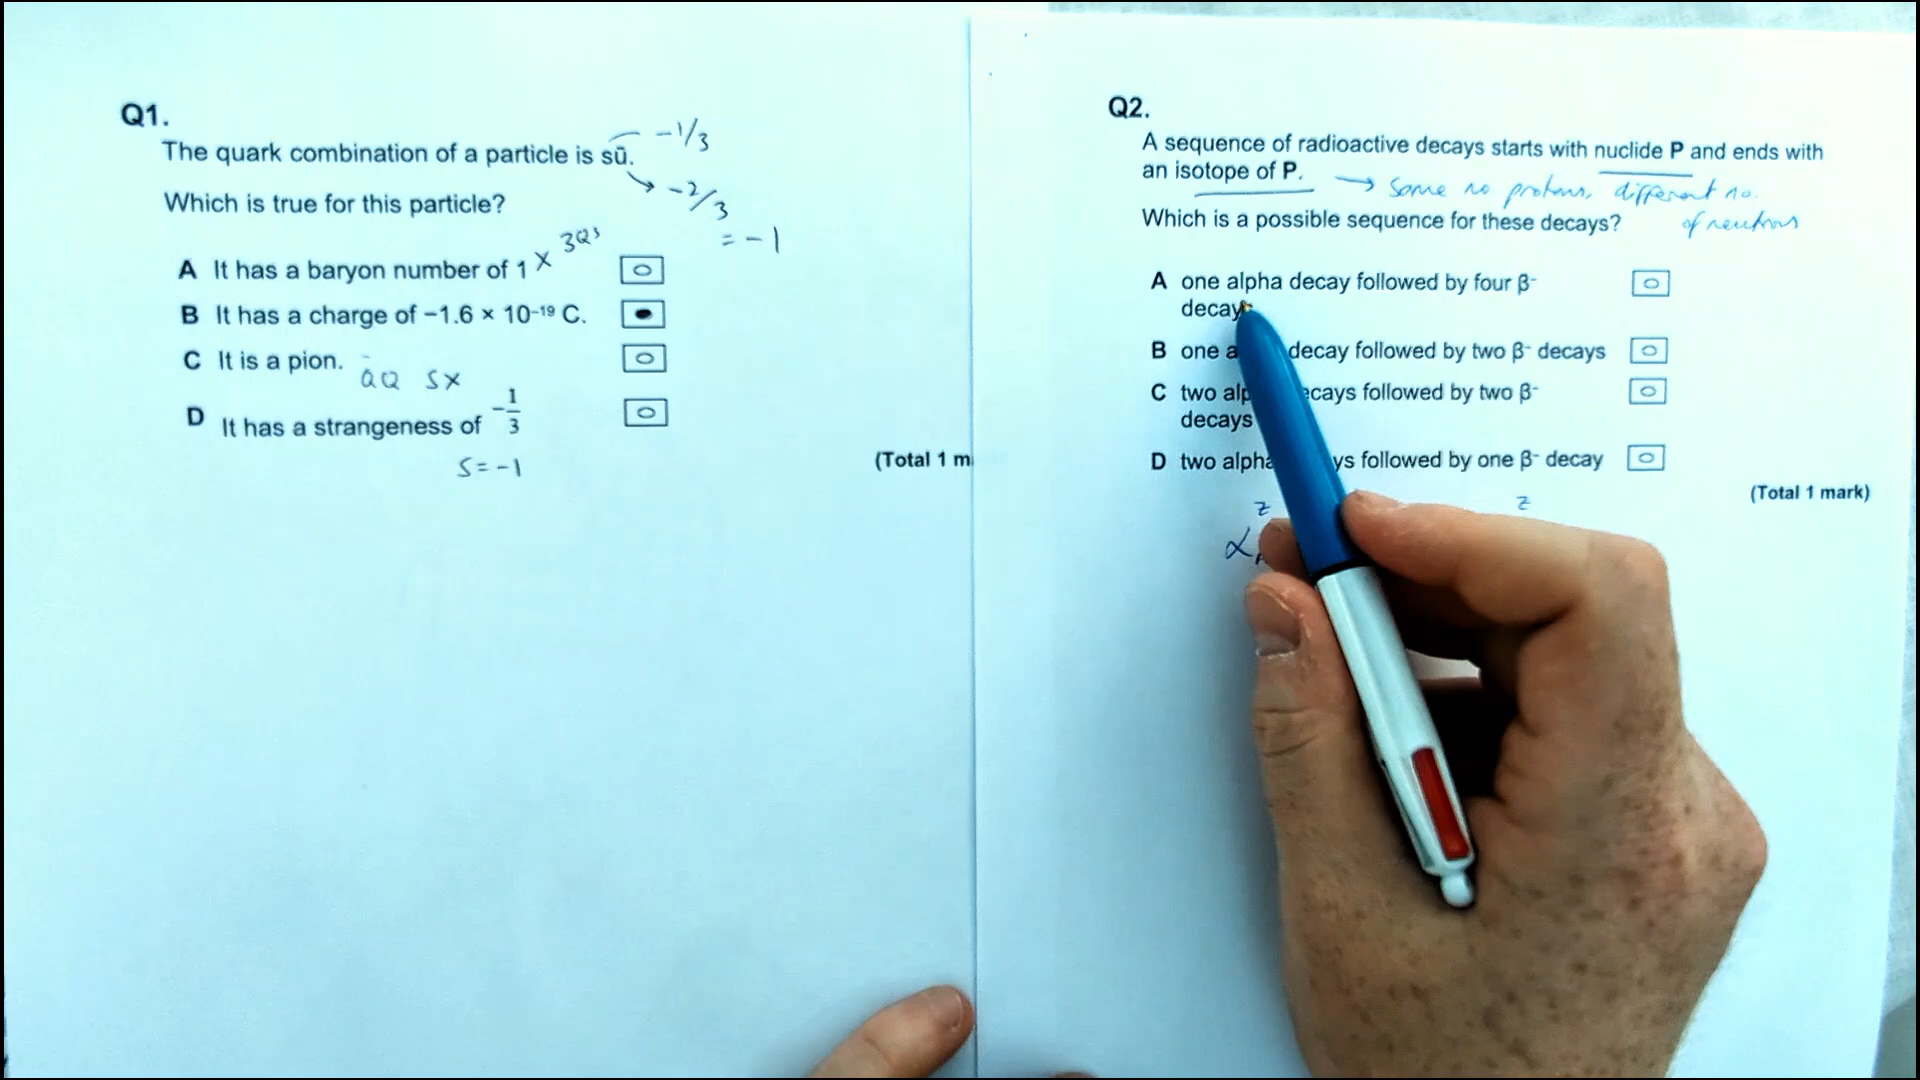 Q1.
The quark combination of a particle is sū.
-1/3
-2/3
= -1
Which is true for this particle?
A It has a baryon number of 1 × 3Qs
B It has a charge of −1.6 × 10⁻¹⁹ C.
C It is a pion.
Q̄Q S×
D It has a strangeness of -1/3
S = -1
(Total 1 m
Q2.
A sequence of radioactive decays starts with nuclide P and ends with
an isotope of P. → Same no protons, different no.
of neutrons
Which is a possible sequence for these decays?
A one alpha decay followed by four β⁻
decay
B one decay followed by two β⁻ decays
C two followed by two β⁻
decays
D two alpha followed by one β⁻ decay
(Total 1 mark)
α z
z